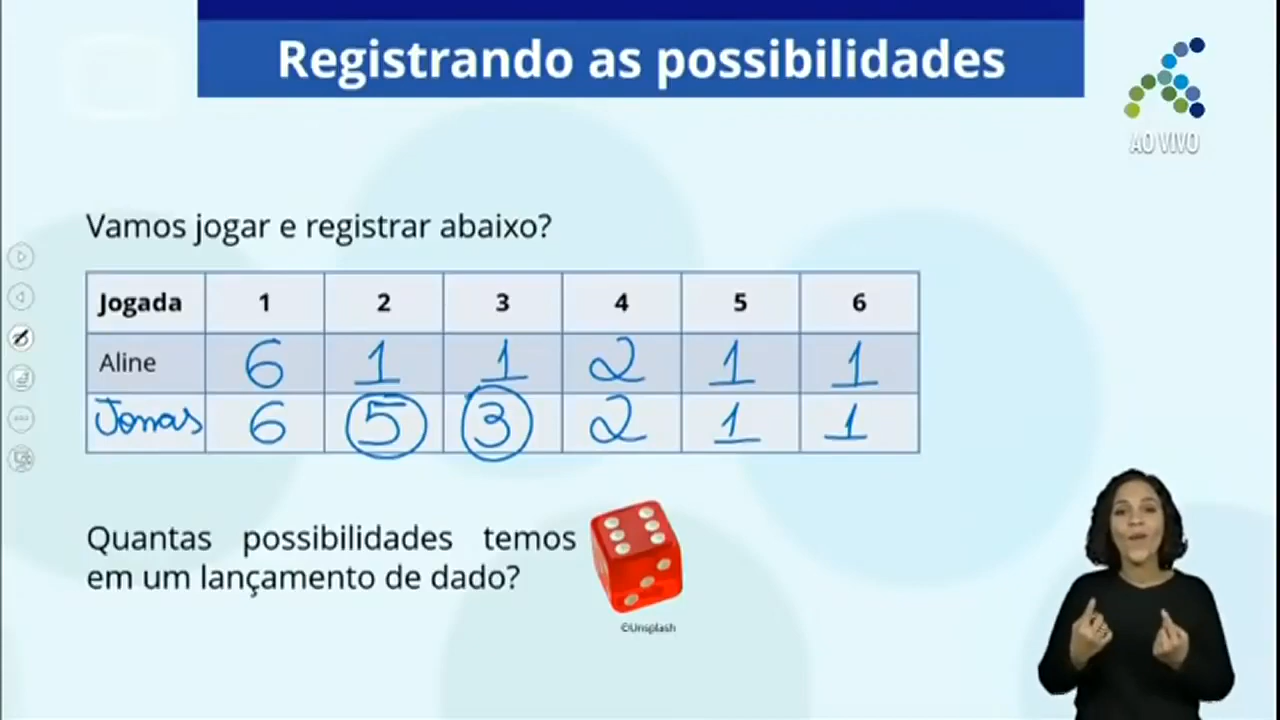 Registrando as possibilidades
AO VIVO
Vamos jogar e registrar abaixo?
Jogada 1 2 3 4 5 6
Aline 6 1 1 2 1 1
Jonas 6 5 3 2 1 1
Quantas possibilidades temos
em um lançamento de dado?
©Unsplash